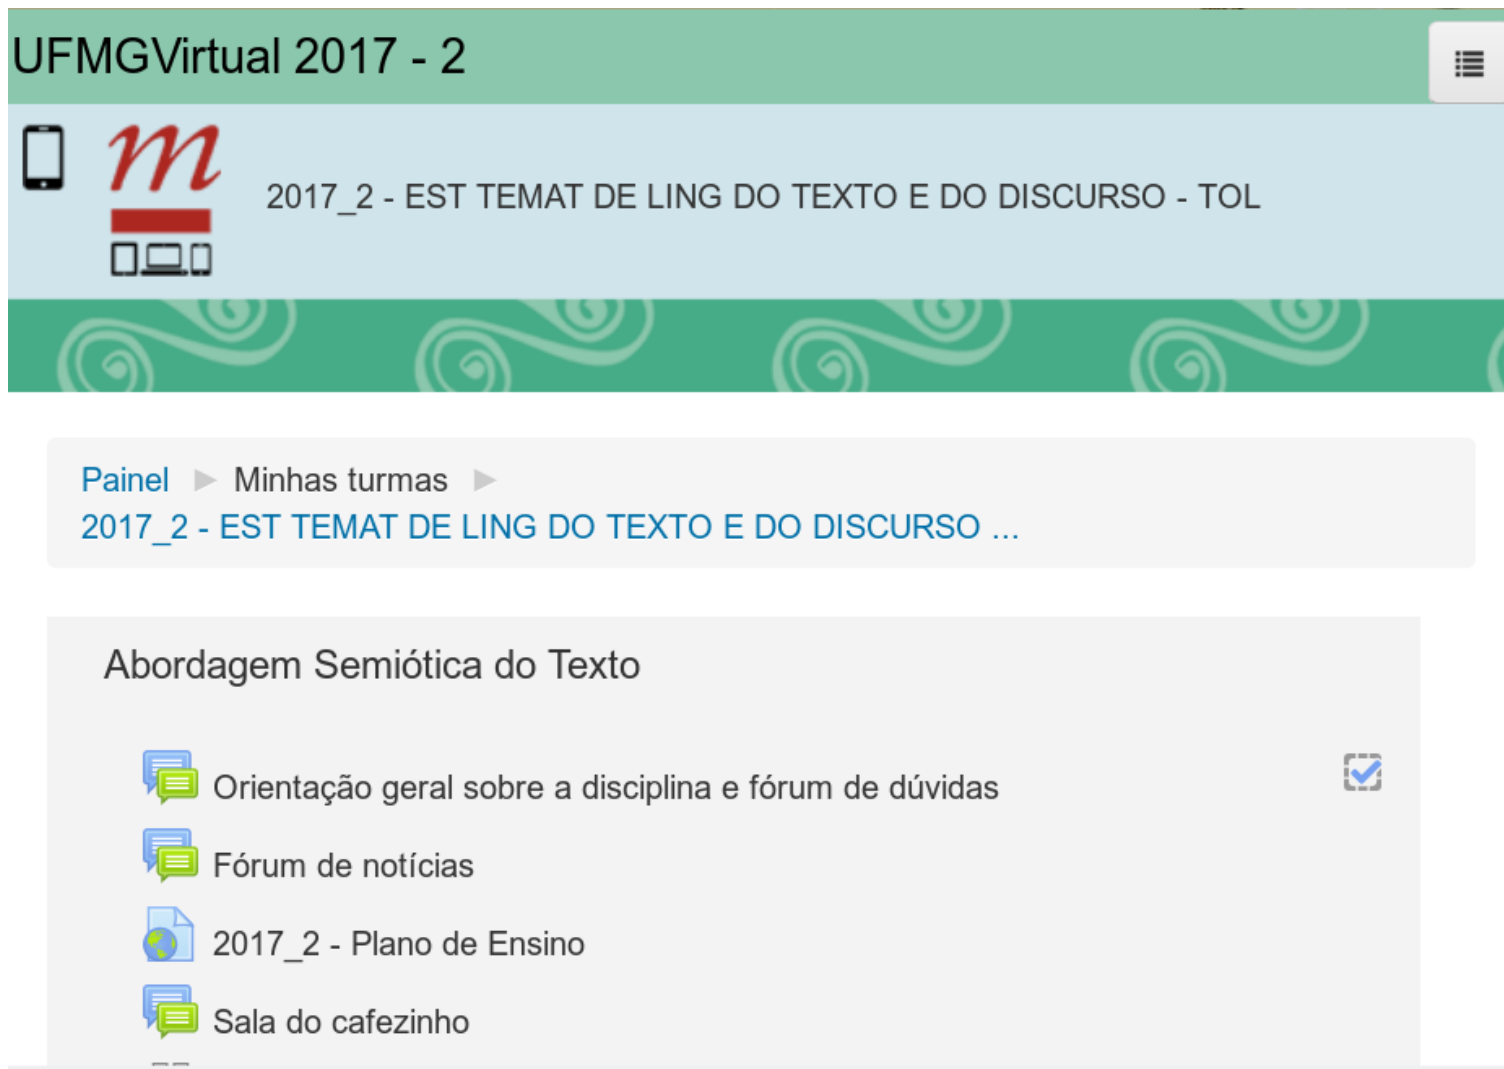 UFMGVirtual 2017 - 2
m
2017_2 - EST TEMAT DE LING DO TEXTO E DO DISCURSO - TOL
Painel ► Minhas turmas ►
2017_2 - EST TEMAT DE LING DO TEXTO E DO DISCURSO ...
Abordagem Semiótica do Texto
Orientação geral sobre a disciplina e fórum de dúvidas
Fórum de notícias
2017_2 - Plano de Ensino
Sala do cafezinho